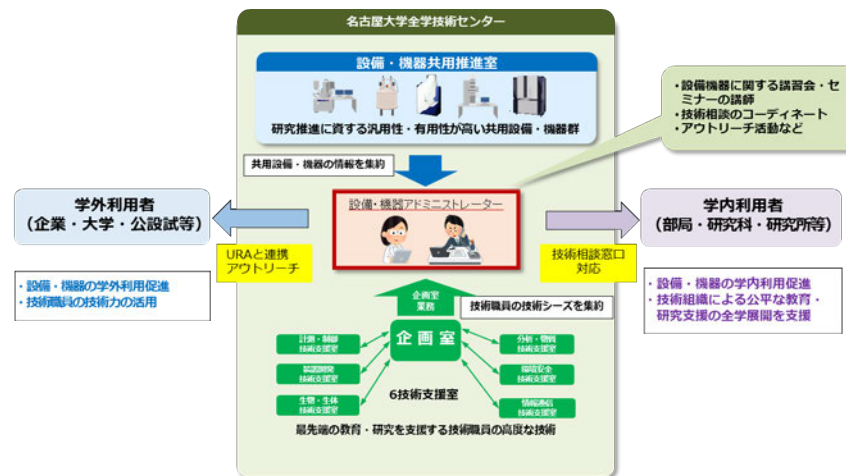 名古屋大学全学技術センター
設備・機器共用推進室
研究推進に資する汎用性・有用性が高い共用設備・機器群
・設備機器に関する講習会・セ
ミナーの講師
・技術相談のコーディネート
・アウトリーチ活動など
共用設備・機器の情報を集約
学外利用者
（企業・大学・公設試等）
設備・機器アドミニストレーター
学内利用者
（部局・研究科・研究所等）
URAと連携
アウトリーチ
技術相談窓口
対応
・設備・機器の学外利用促進
・技術職員の技術力の活用
・設備・機器の学内利用促進
・技術組織による公平な教育・
研究支援の全学展開を支援
企画室
業務
技術職員の技術シーズを集約
企画室
計測・制御
技術支援室
分析・物質
技術支援室
装置開発
技術支援室
環境安全
技術支援室
生物・生体
技術支援室
情報通信
技術支援室
6技術支援室
最先端の教育・研究を支援する技術職員の高度な技術